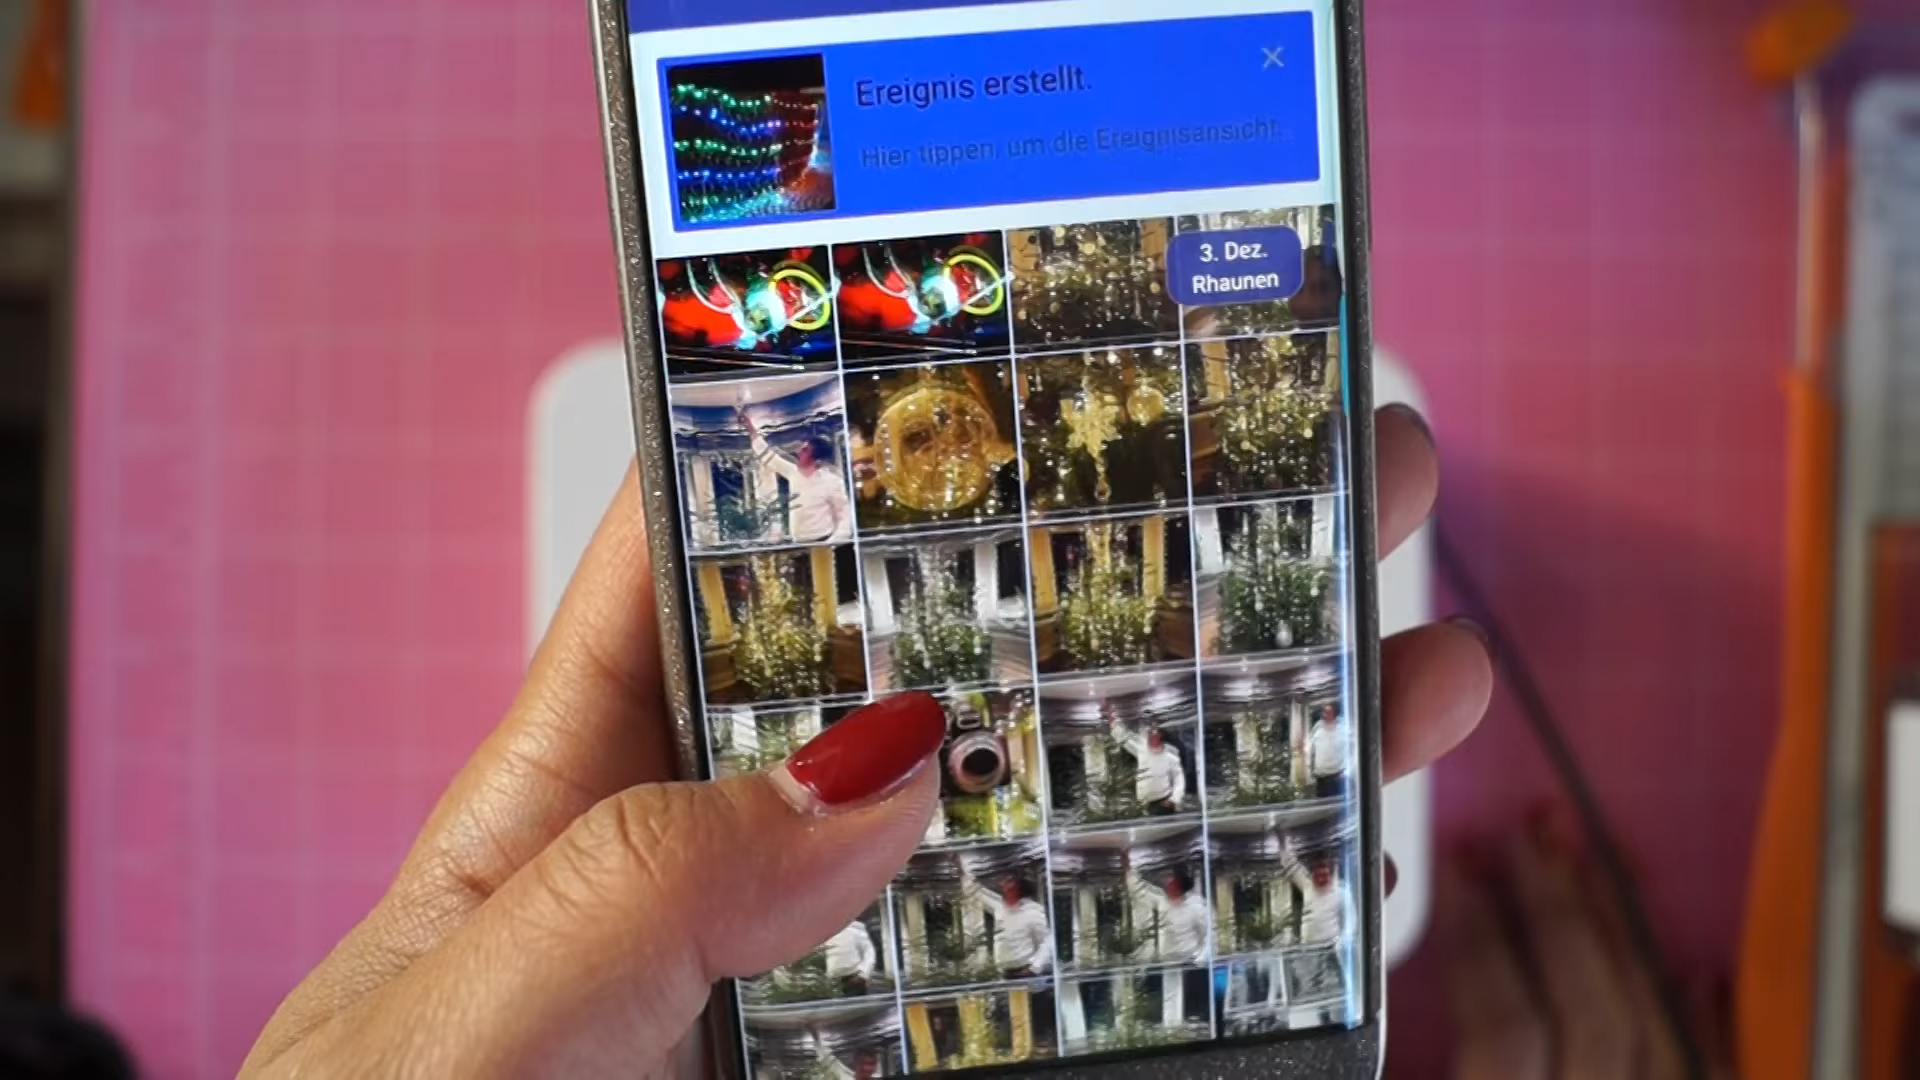 Ereignis erstellt.
Hier tippen, um die Ereignisansicht...
3. Dez.
Rhaunen